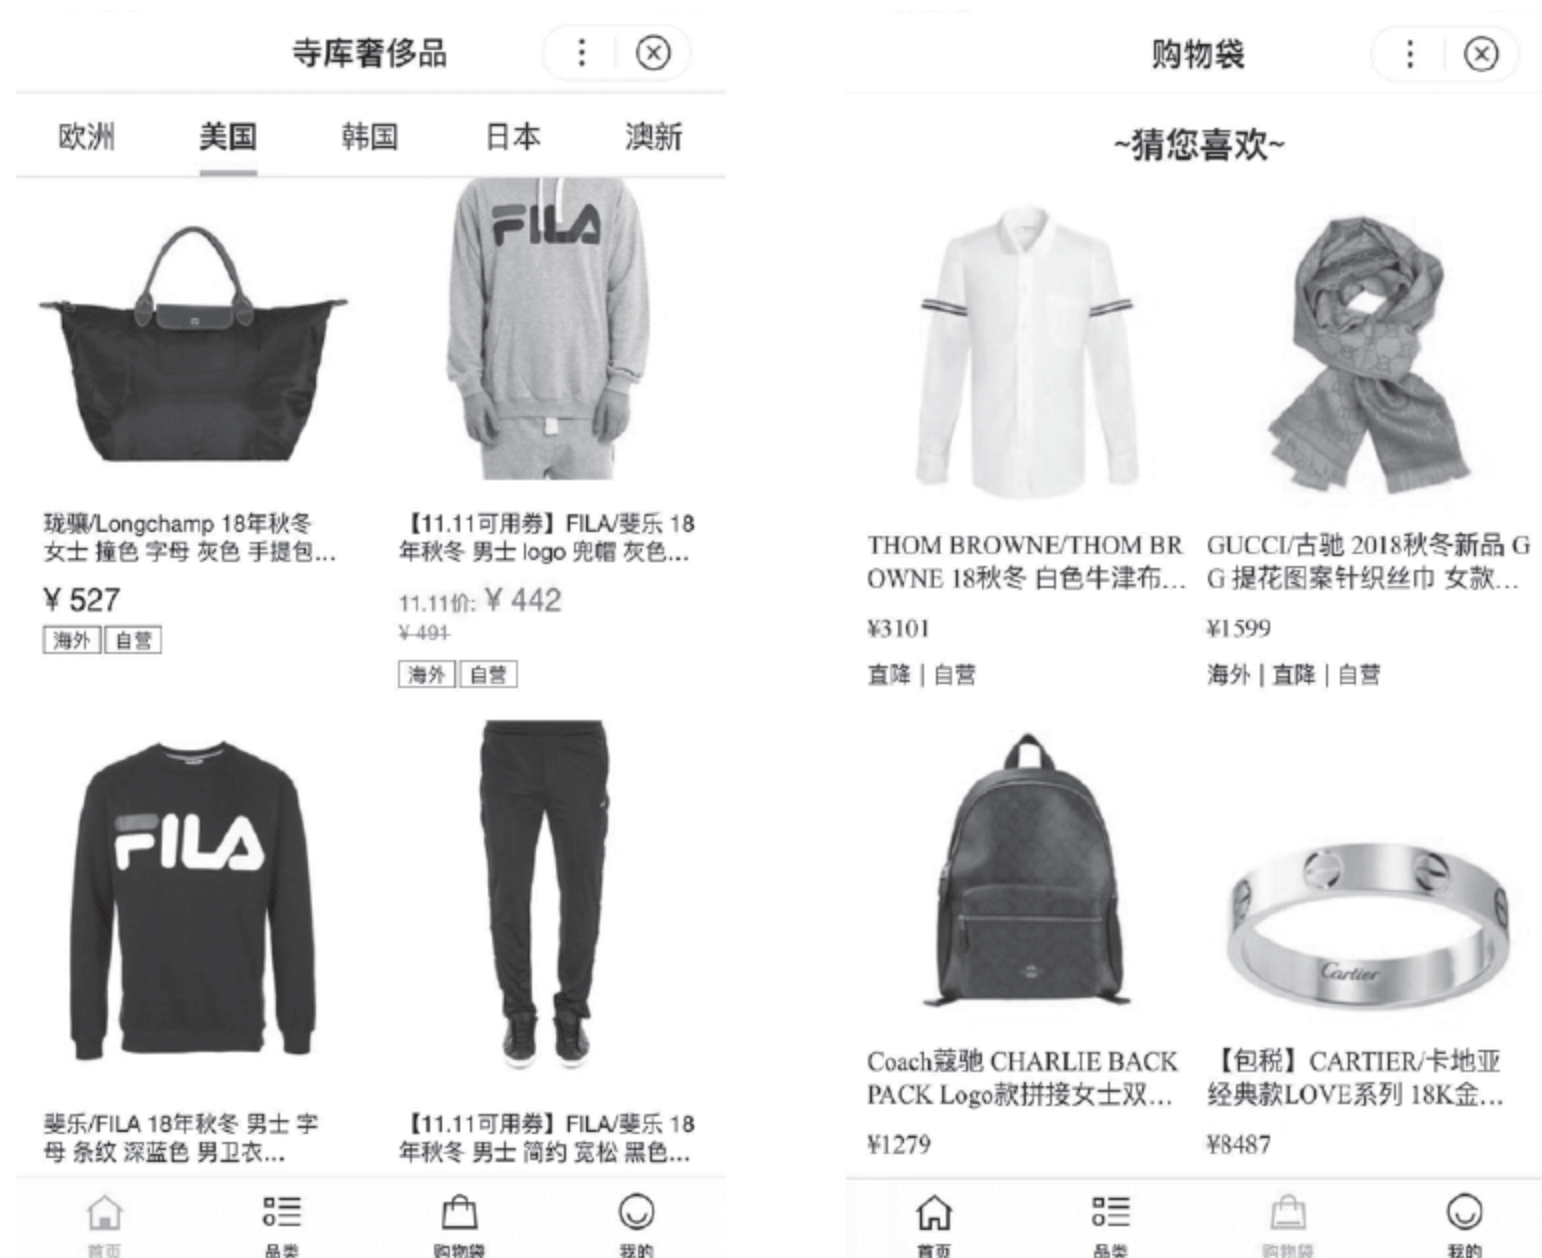 寺库奢侈品
欧洲 美国 韩国 日本 澳新
FILA
珑骧/Longchamp 18年秋冬
女士 撞色 字母 灰色 手提包...
¥ 527
海外 自营
【11.11可用券】FILA/斐乐 18
年秋冬 男士 logo 兜帽 灰色...
11.11价: ¥ 442
¥ 491
海外 自营
FILA
斐乐/FILA 18年秋冬 男士 字
母 条纹 深蓝色 男卫衣...
【11.11可用券】FILA/斐乐 18
年秋冬 男士 简约 宽松 黑色...
首页 品类 购物袋 我的
购物袋
~猜您喜欢~
THOM BROWNE/THOM BR
OWNE 18秋冬 白色牛津布...
¥3101
直降 | 自营
GUCCI/古驰 2018秋冬新品 G
G 提花图案针织丝巾 女款...
¥1599
海外 | 直降 | 自营
Coach蔻驰 CHARLIE BACK
PACK Logo款拼接女士双...
¥1279
Cartier
【包税】CARTIER/卡地亚
经典款LOVE系列 18K金...
¥8487
首页 品类 购物袋 我的